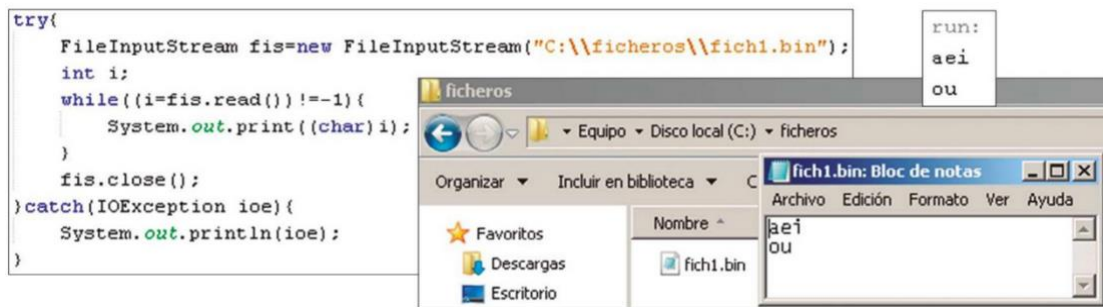 try{
FileInputStream fis=new FileInputStream("C:\\ficheros\\fich1.bin");
int i;
while((i=fis.read())!=-1){
System.out.print((char)i);
}
fis.close();
}catch(IOException ioe){
System.out.println(ioe);
}
run:
aei
ou
ficheros
Equipo Disco local (C:) ficheros
Organizar Incluir en biblioteca C
Favoritos
Descargas
Escritorio
Nombre
fich1.bin
fich1.bin: Bloc de notas
Archivo Edición Formato Ver Ayuda
aei
ou